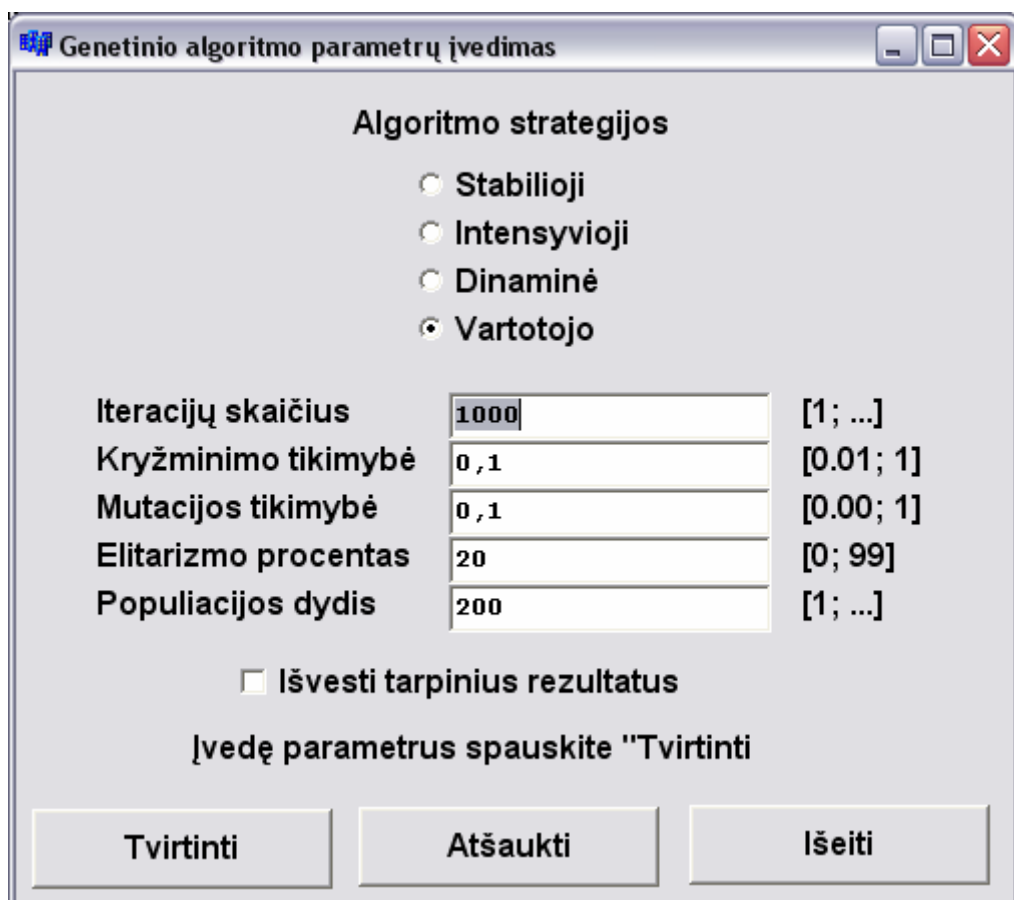 Genetinio algoritmo parametrų įvedimas
Algoritmo strategijos
Stabilioji
Intensyvioji
Dinaminė
Vartotojo
Iteracijų skaičius 1000 [1; ...]
Kryžminimo tikimybė 0,1 [0.01; 1]
Mutacijos tikimybė 0,1 [0.00; 1]
Elitarizmo procentas 20 [0; 99]
Populiacijos dydis 200 [1; ...]
Išvesti tarpinius rezultatus
Įvedę parametrus spauskite "Tvirtinti
Tvirtinti Atšaukti Išeiti